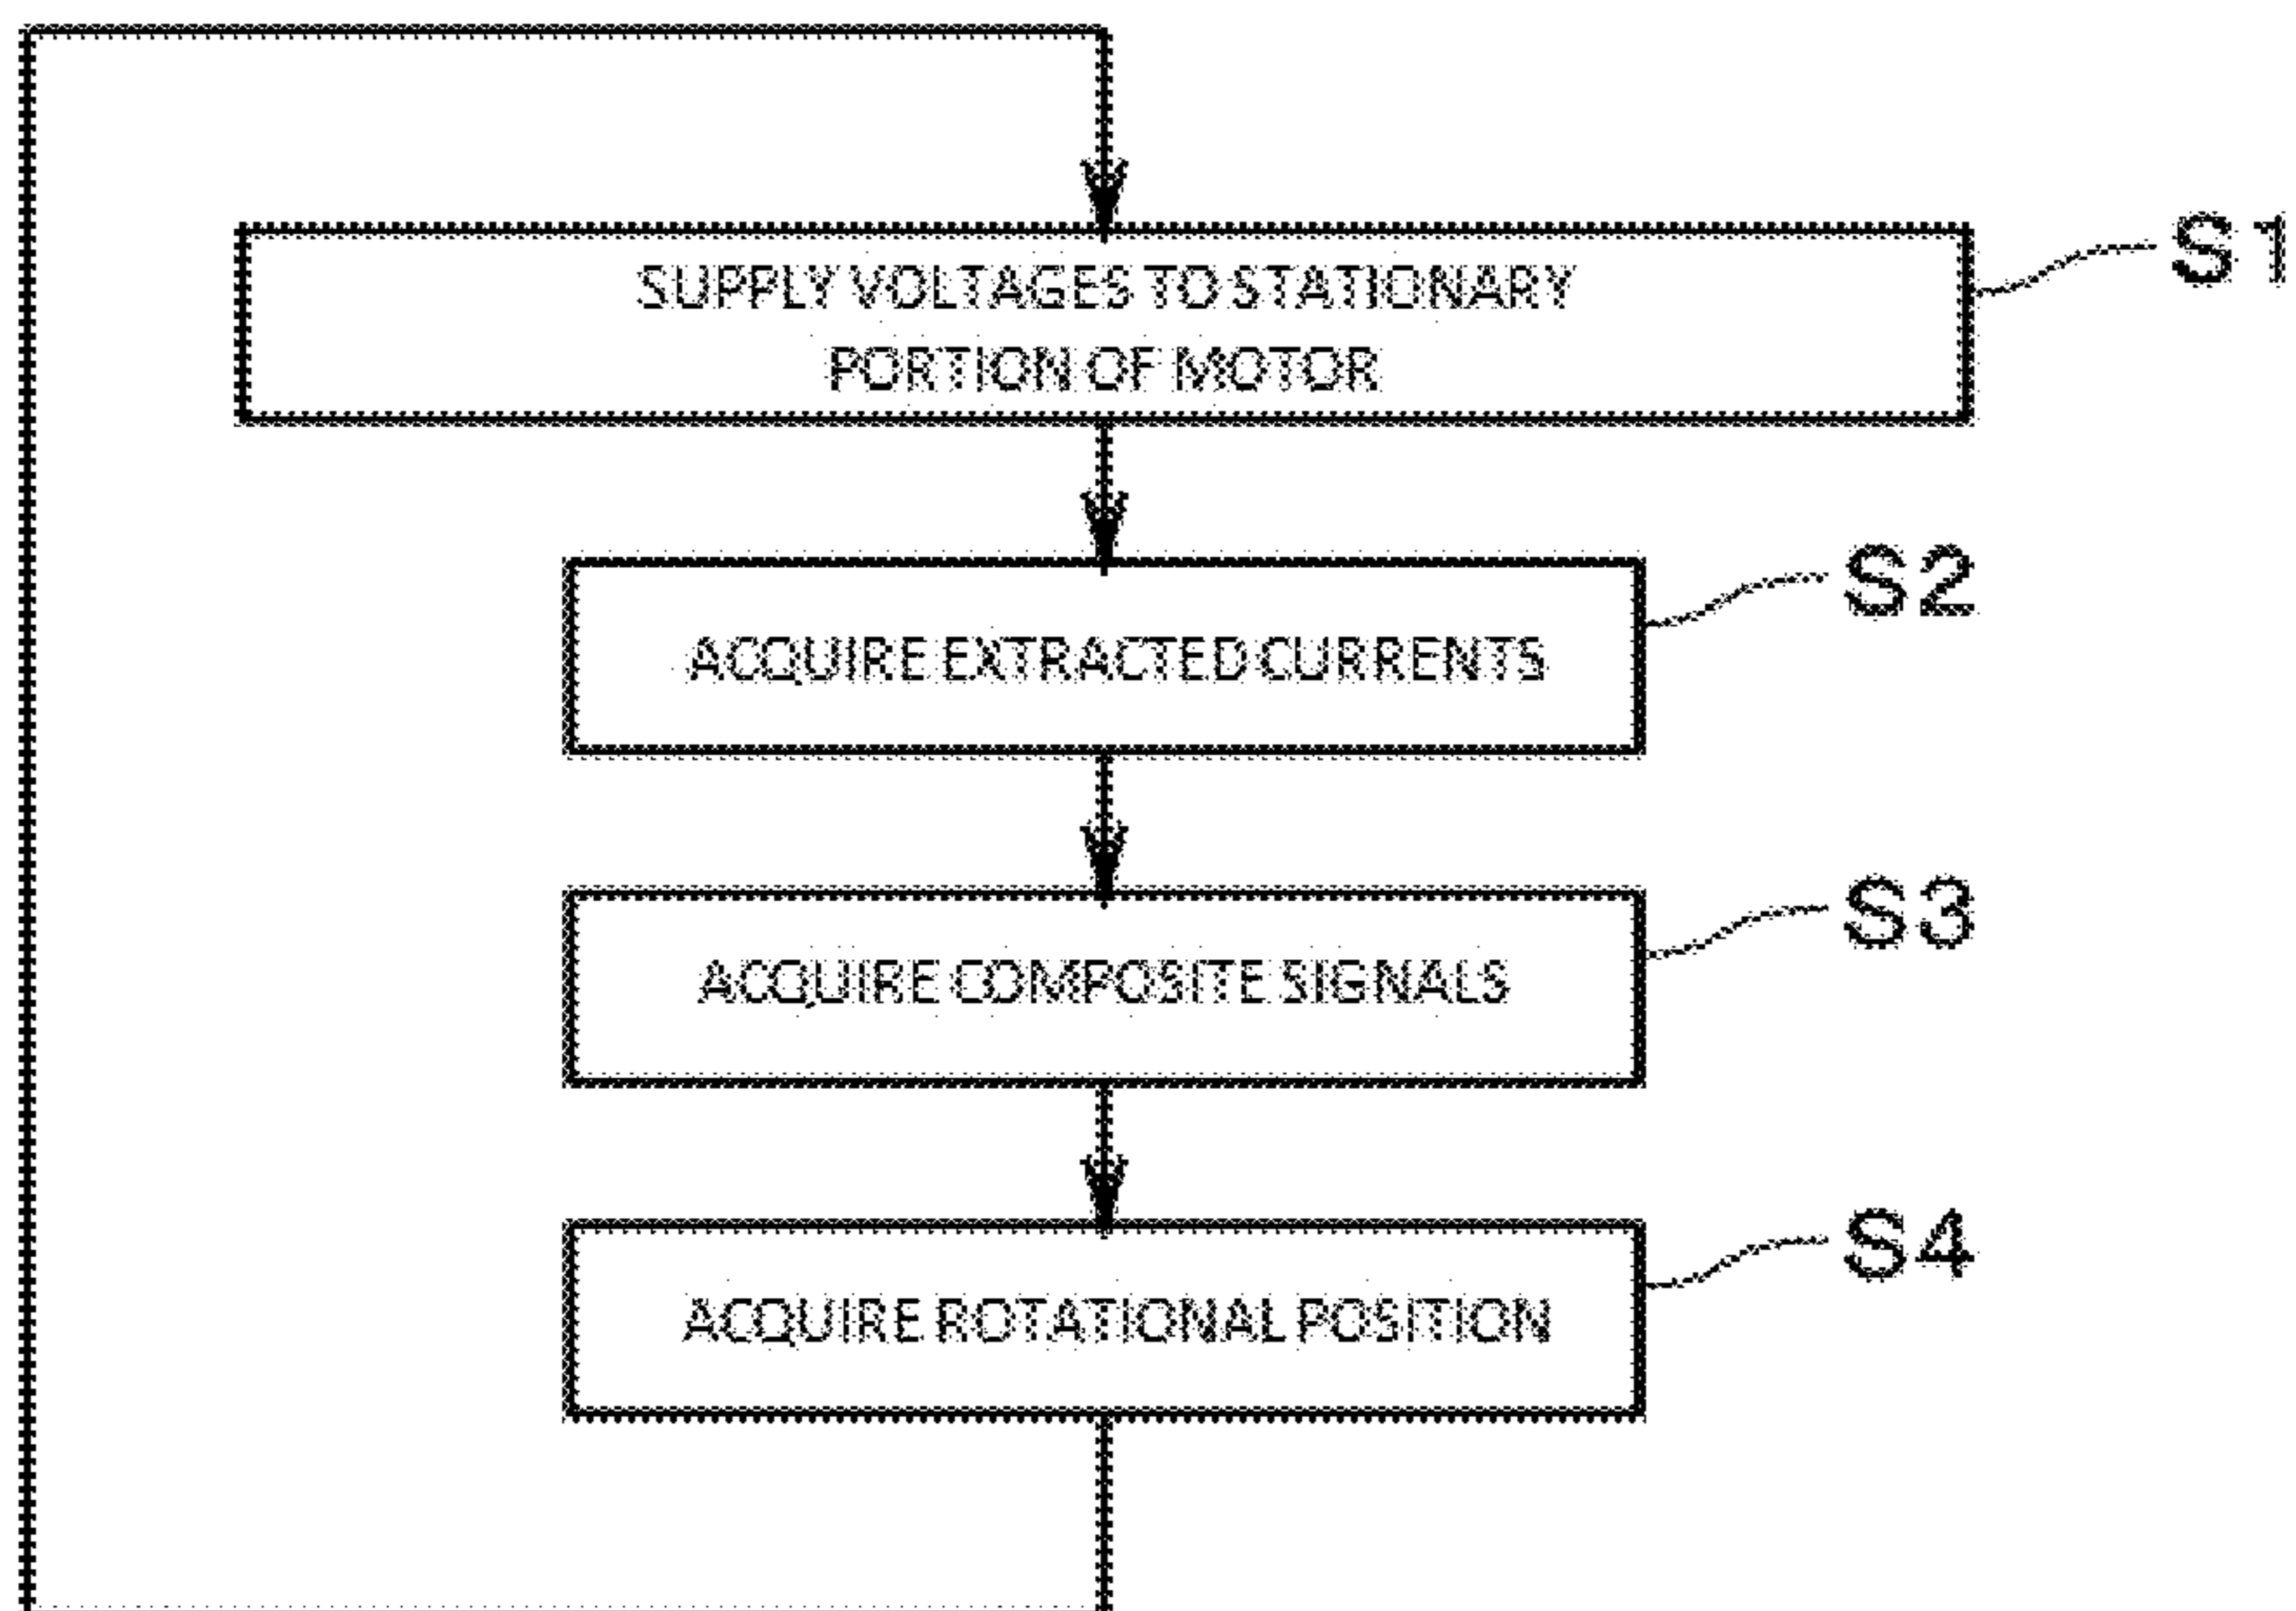 SUPPLY VOLTAGES TO STATIONARY
PORTION OF MOTOR
S1
ACQUIRE EXTRACTED CURRENTS
S2
ACQUIRE COMPOSITE SIGNALS
S3
ACQUIRE ROTATIONAL POSITION
S4